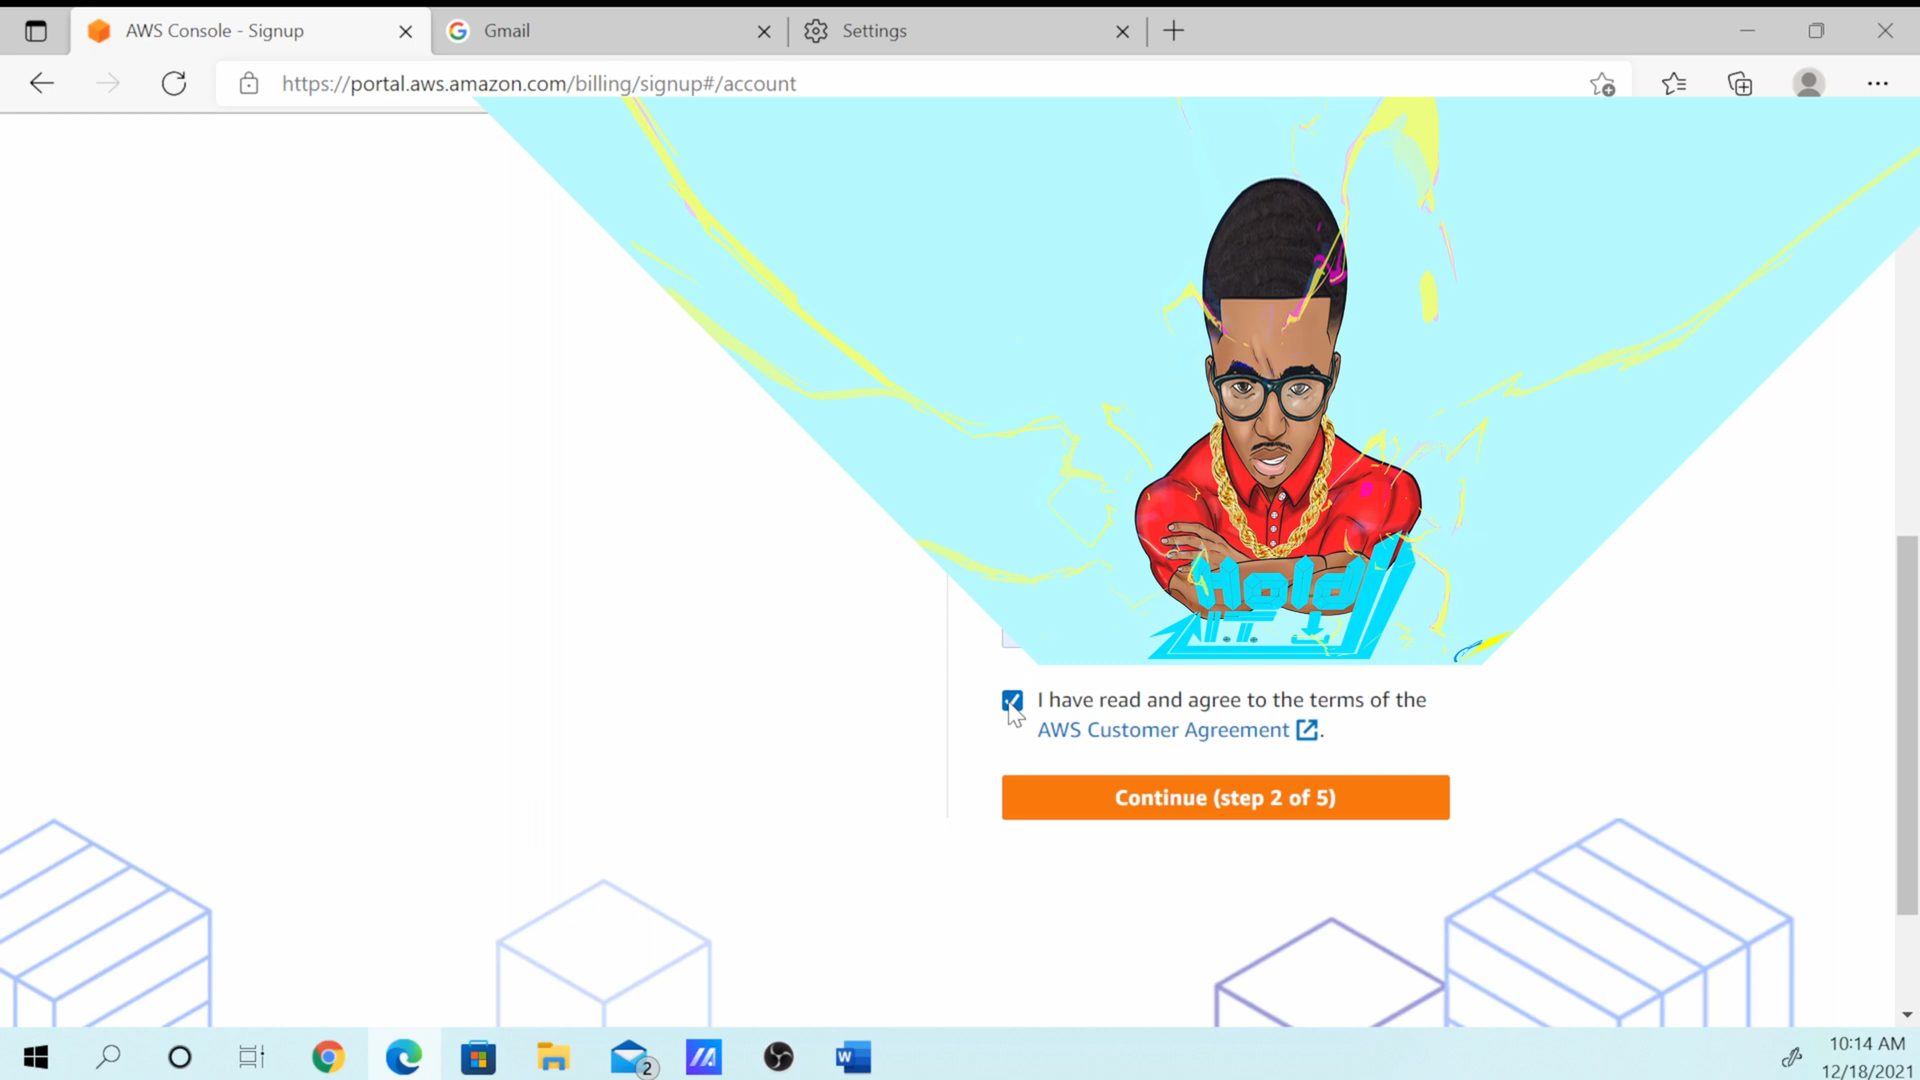 AWS Console - Signup
Gmail
Settings
https://portal.aws.amazon.com/billing/signup#/account
Hold
I have read and agree to the terms of the
AWS Customer Agreement.
Continue (step 2 of 5)
2
W
10:14 AM
12/18/2021